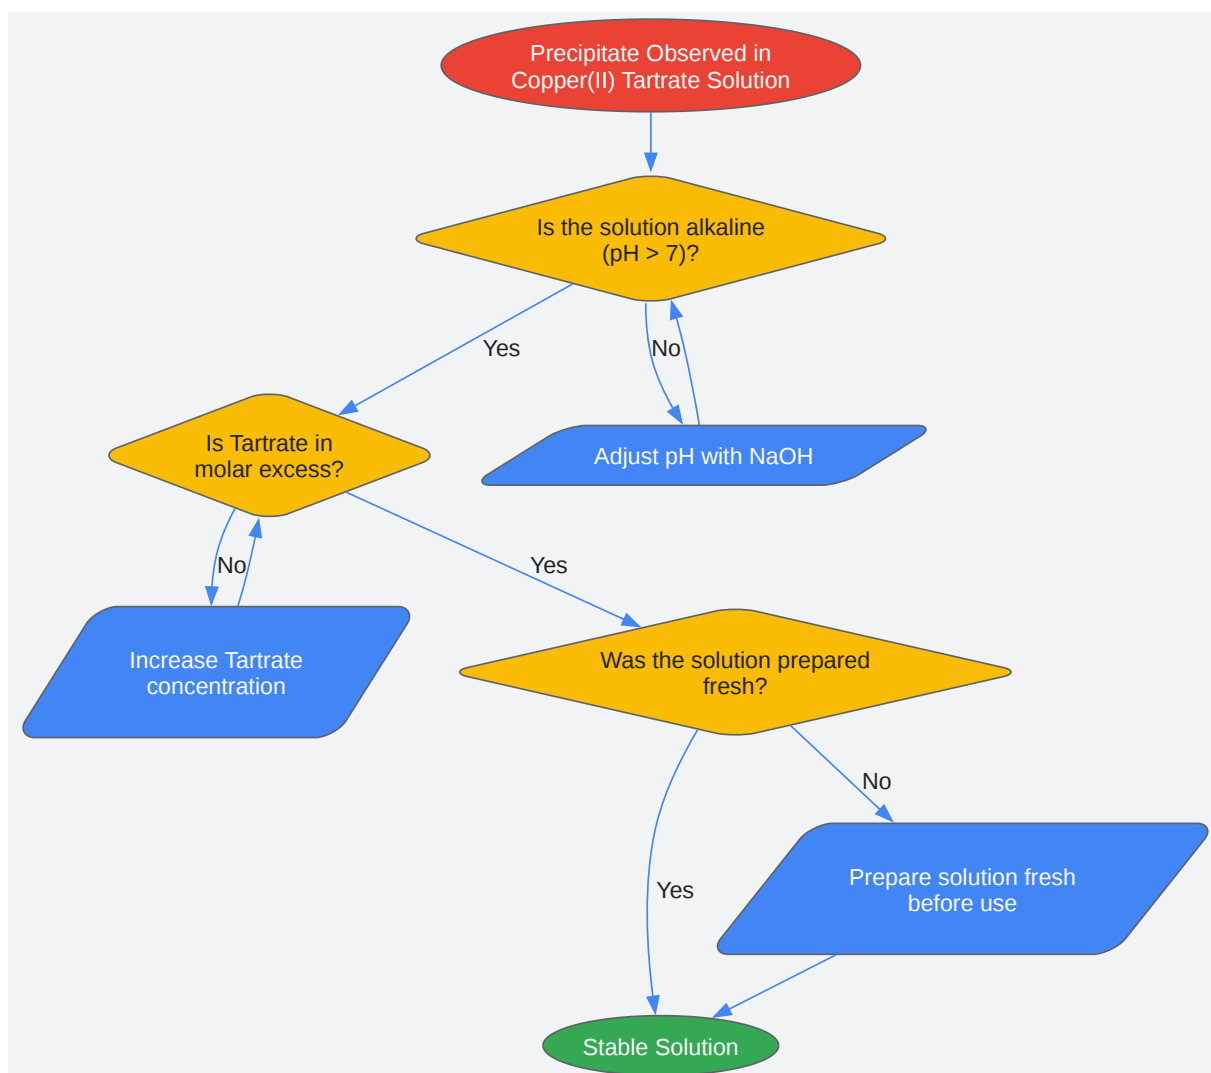 Precipitate Observed in
Copper(II) Tartrate Solution
Is the solution alkaline
(pH > 7)?
Yes
No
Is Tartrate in
molar excess?
Adjust pH with NaOH
No
Yes
Increase Tartrate
concentration
Was the solution prepared
fresh?
No
Yes
Prepare solution fresh
before use
Stable Solution